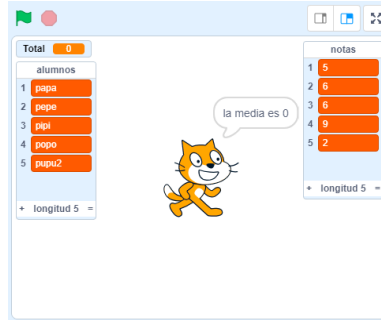 Total 0
alumnos
1 papa
2 pepe
3 pipi
4 popo
5 pupu2
+ longitud 5 =
la media es 0
notas
1 5
2 6
3 6
4 9
5 2
+ longitud 5 =